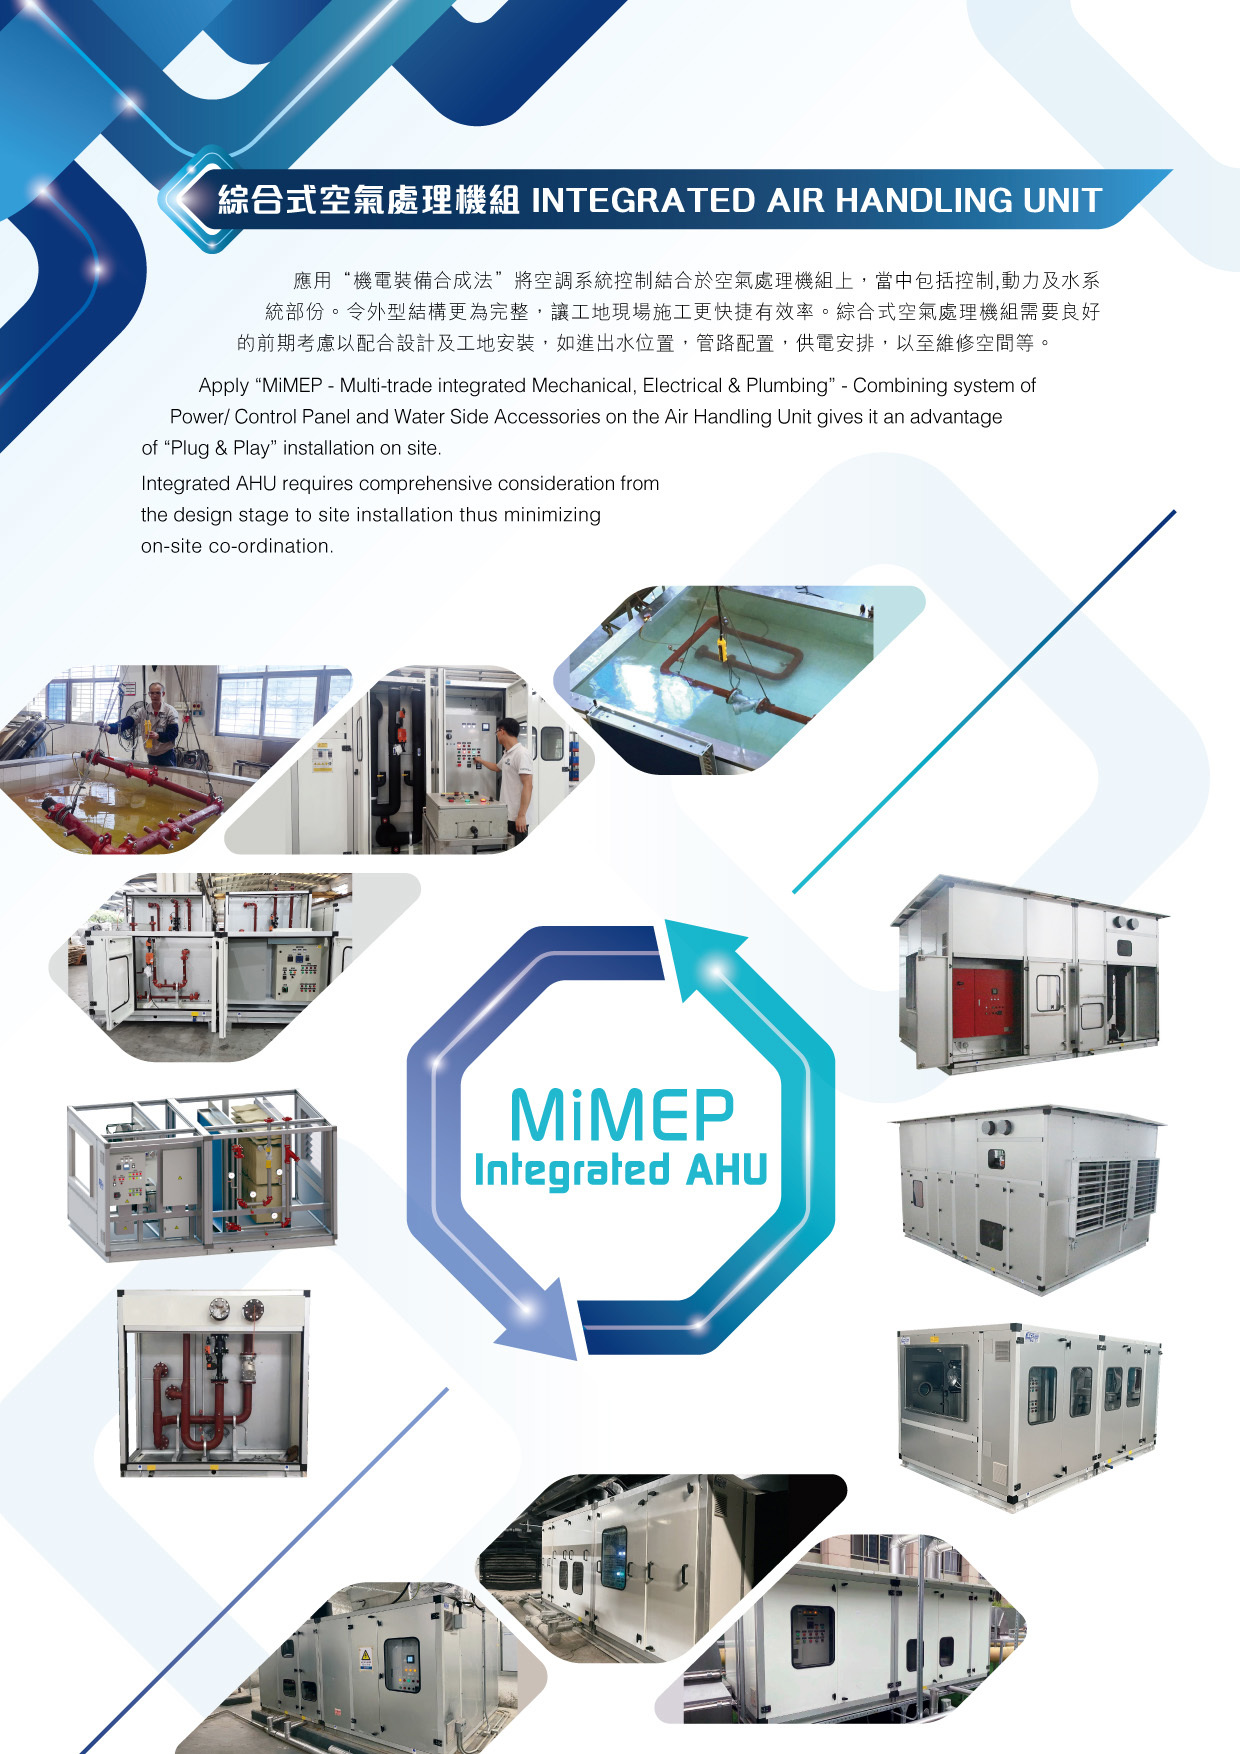 綜合式空氣處理機組 INTEGRATED AIR HANDLING UNIT
應用“機電裝備合成法”將空調系統控制結合於空氣處理機組上，當中包括控制,動力及水系
統部份。令外型結構更為完整，讓工地現場施工更快捷有效率。綜合式空氣處理機組需要良好
的前期考慮以配合設計及工地安裝，如進出水位置，管路配置，供電安排，以至維修空間等。
Apply “MiMEP - Multi-trade integrated Mechanical, Electrical & Plumbing” - Combining system of
Power/ Control Panel and Water Side Accessories on the Air Handling Unit gives it an advantage
of “Plug & Play” installation on site.
Integrated AHU requires comprehensive consideration from
the design stage to site installation thus minimizing
on-site co-ordination.
MiMEP
Integrated AHU